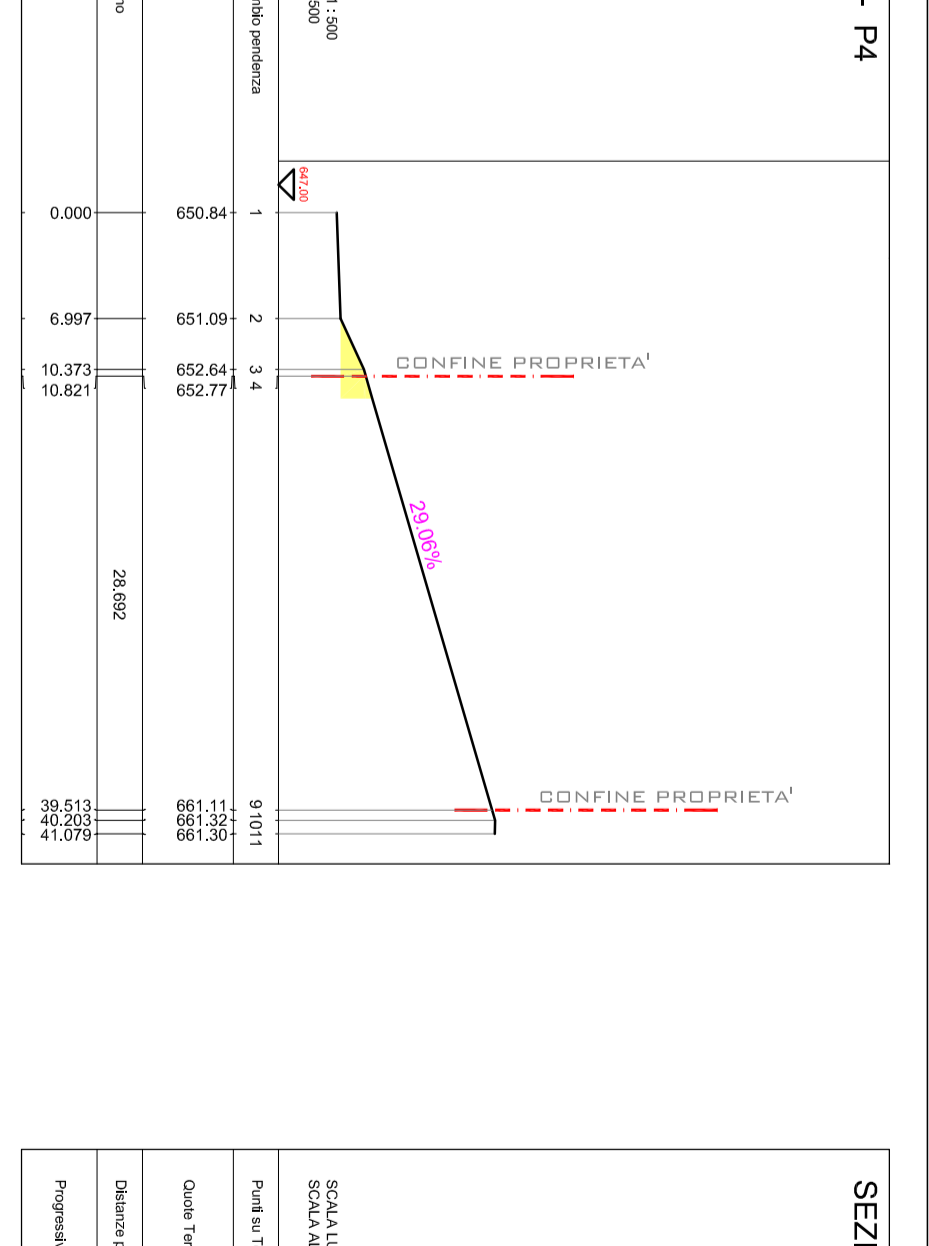 - P4
1 : 500
500
mbio pendenza
no
647.00
1
2
3
4
9
10
11
650.84
651.09
652.64
652.77
661.11
661.32
661.30
28.692
0.000
6.997
10.373
10.821
39.513
40.203
41.079
CONFINE PROPRIETA'
29.06%
CONFINE PROPRIETA'
SEZI
SCALA LU
SCALA AL
Punti su T
Quote Ter
Distanze p
Progressiv